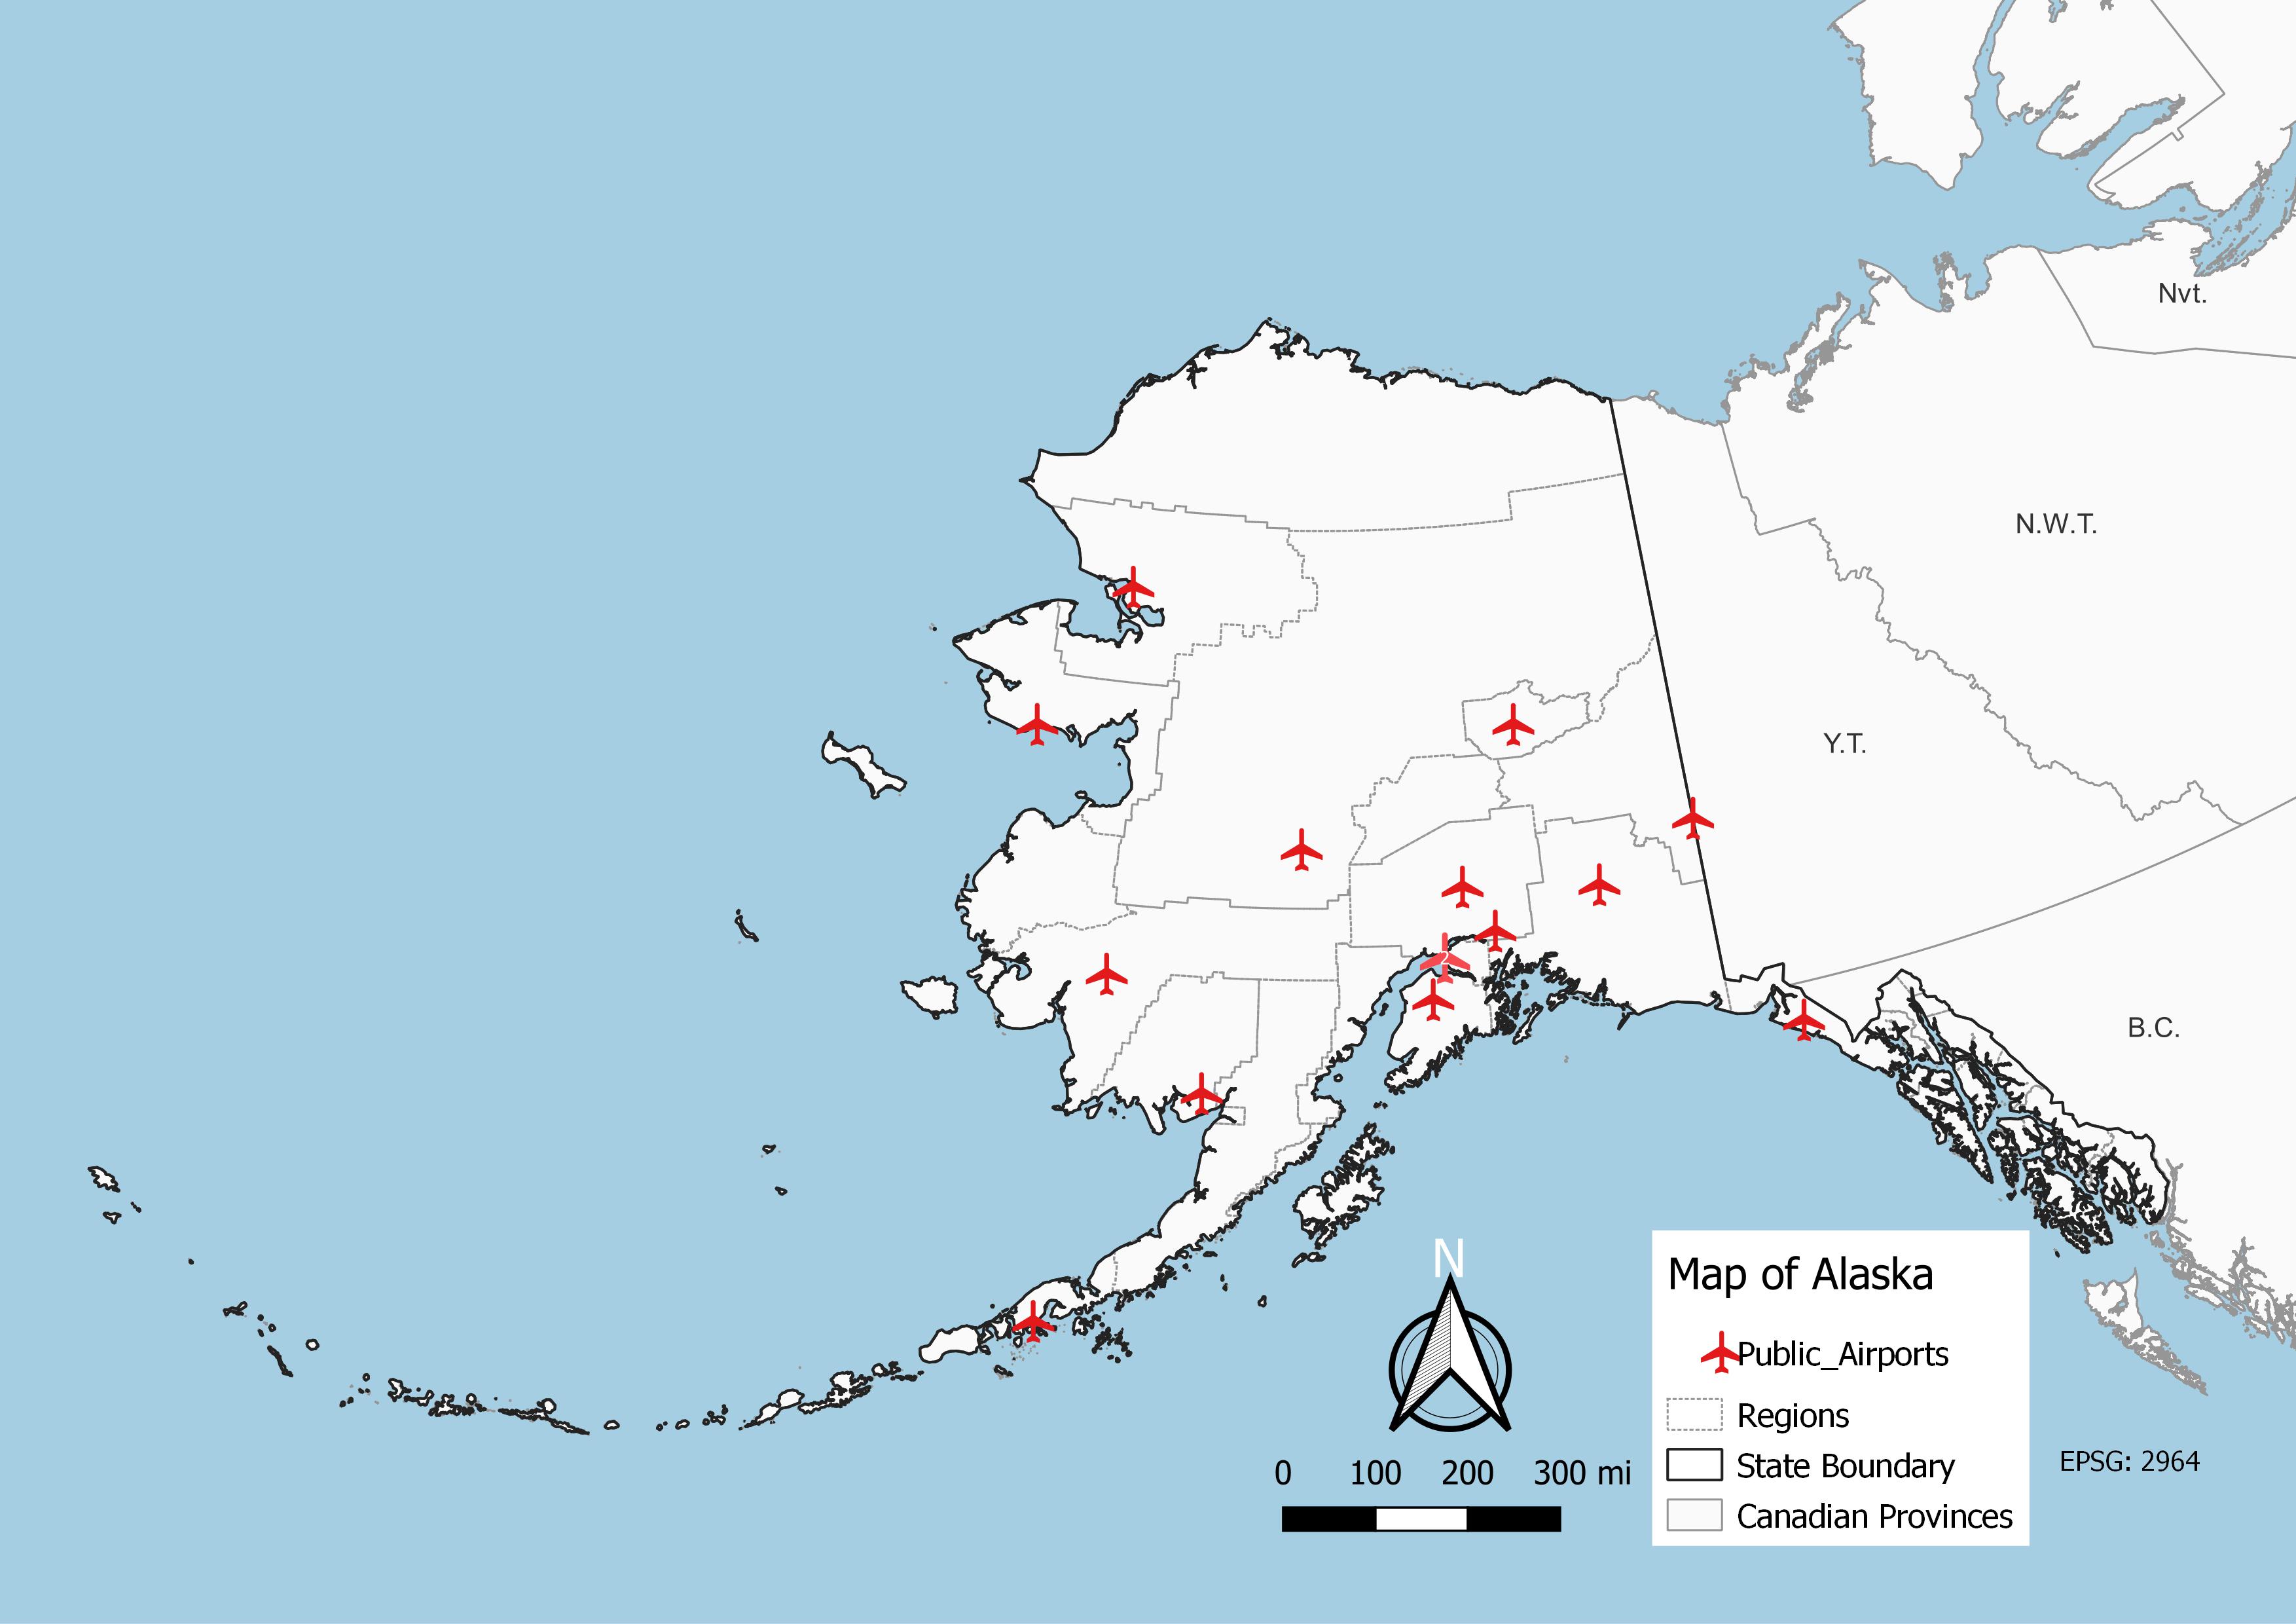 Nvt.
N.W.T.
Y.T.
2
B.C.
N
Map of Alaska
Public_Airports
Regions
State Boundary
Canadian Provinces
EPSG: 2964
0 100 200 300 mi